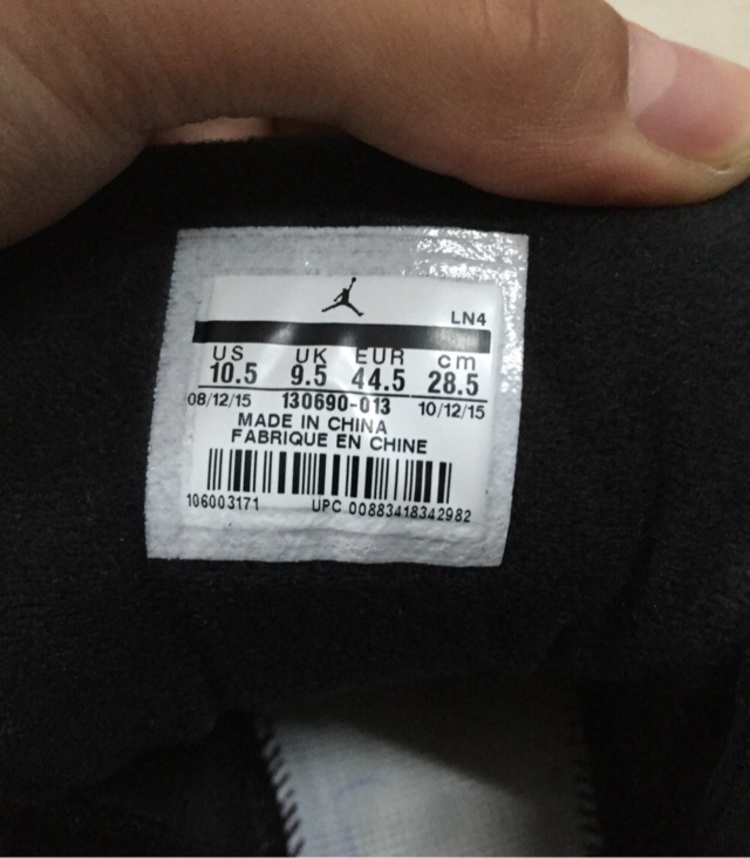 LN4
US UK EUR cm
10.5 9.5 44.5 28.5
08/12/15 130690-013 10/12/15
MADE IN CHINA
FABRIQUE EN CHINE
106003171 UPC 00883418342982